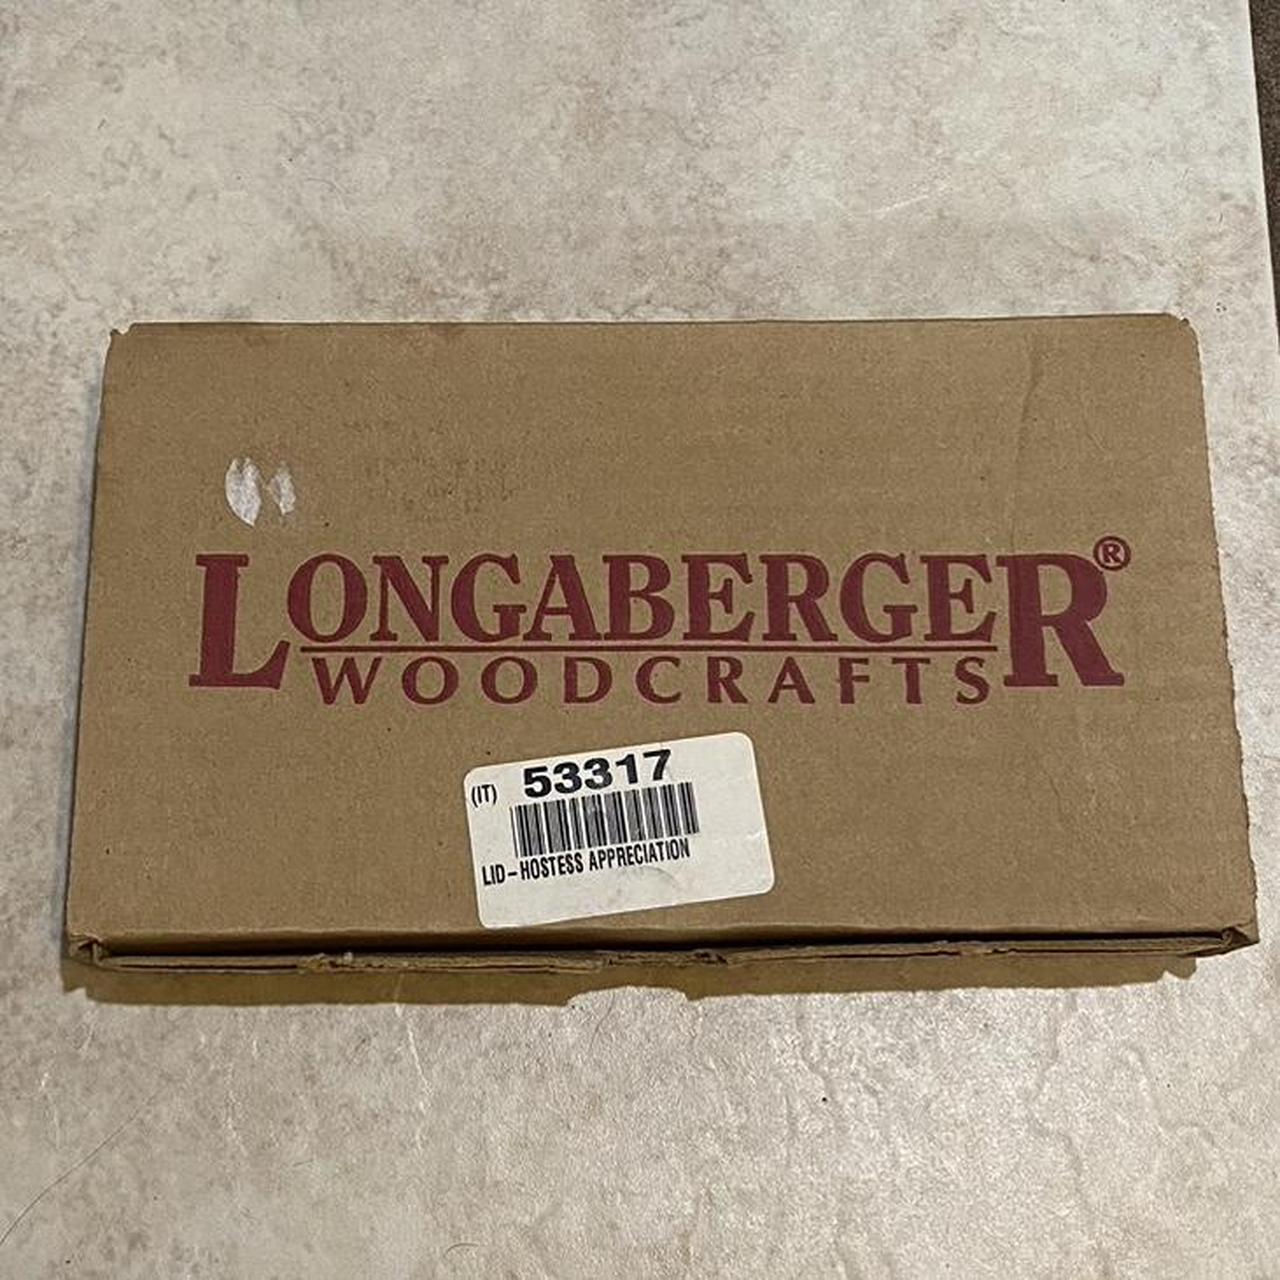 LONGABERGER®
WOODCRAFTS
(IT) 53317
LID-HOSTESS APPRECIATION